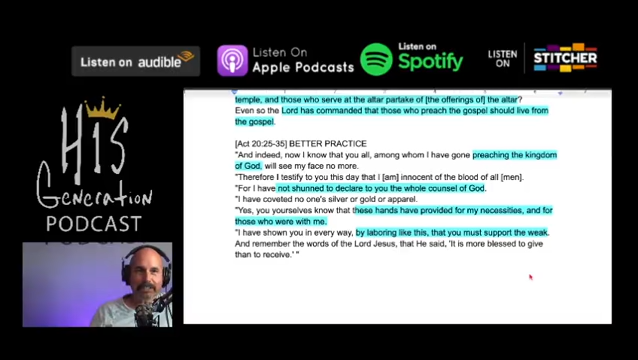 Listen on audible
Listen On
Apple Podcasts
Listen on
Spotify
LISTEN
ON
STITCHER
HIS
Generation
PODCAST
temple, and those who serve at the altar partake of [the offerings of] the altar?
Even so the Lord has commanded that those who preach the gospel should live from
the gospel.
[Act 20:25-35] BETTER PRACTICE
"And indeed, now I know that you all, among whom I have gone preaching the kingdom
of God, will see my face no more.
"Therefore I testify to you this day that I [am] innocent of the blood of all [men].
"For I have not shunned to declare to you the whole counsel of God.
"I have coveted no one's silver or gold or apparel.
"Yes, you yourselves know that these hands have provided for my necessities, and for
those who were with me.
"I have shown you in every way, by laboring like this, that you must support the weak.
And remember the words of the Lord Jesus, that He said, 'It is more blessed to give
than to receive.' "